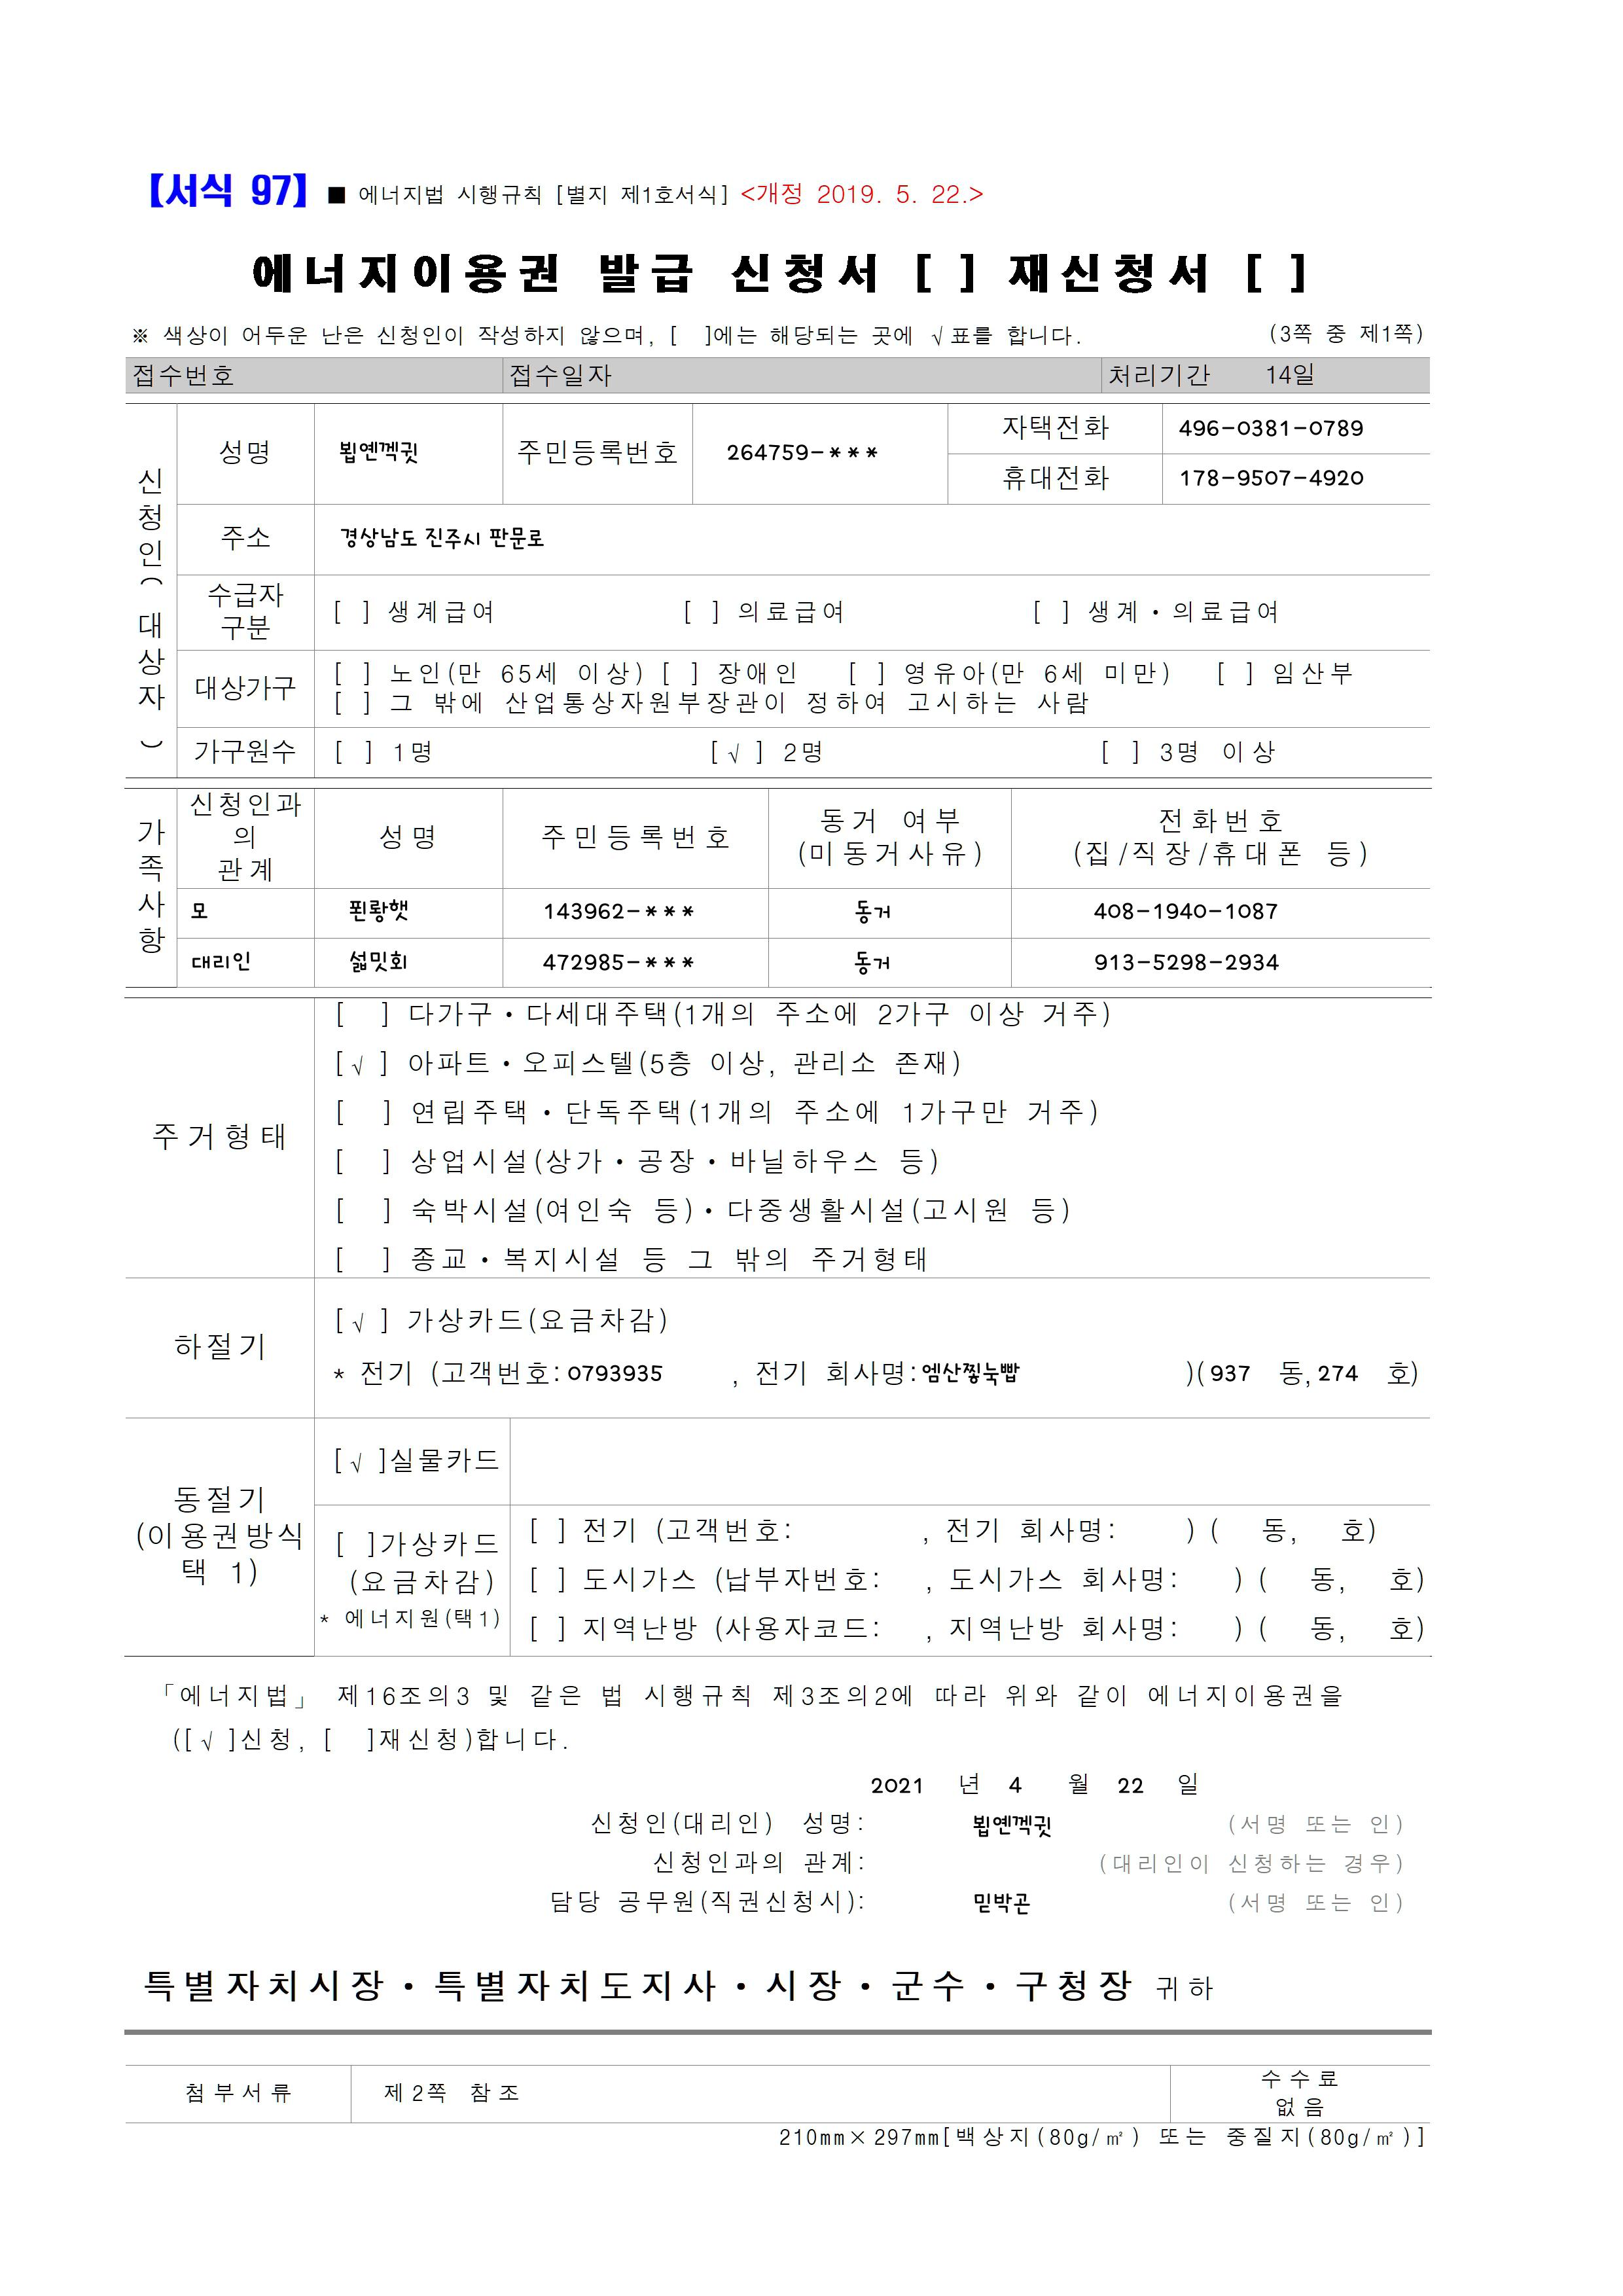 【서식 97】 ■ 에너지법 시행규칙 [별지 제1호서식] <개정 2019. 5. 22.>
에너지이용권 발급 신청서 [ ] 재신청서 [ ]
※ 색상이 어두운 난은 신청인이 작성하지 않으며, [ ]에는 해당되는 곳에 √표를 합니다. (3쪽 중 제1쪽)
접수번호 접수일자 처리기간 14일
신청인(대상자)
성명 주민등록번호 264759-*** 자택전화 496-0381-0789
휴대전화 178-9507-4920
주소 경상남도 진주시 판문로
수급자 구분 [ ] 생계급여 [ ] 의료급여 [ ] 생계·의료급여
대상가구 [ ] 노인(만 65세 이상) [ ] 장애인 [ ] 영유아(만 6세 미만) [ ] 임산부
[ ] 그 밖에 산업통상자원부장관이 정하여 고시하는 사람
가구원수 [ ] 1명 [√] 2명 [ ] 3명 이상
가족사항
신청인과의 관계 성명 주민등록번호 동거 여부 (미동거사유) 전화번호 (집/직장/휴대폰 등)
모 푄랑햇 143962-*** 동거 408-1940-1087
대리인 섧밋회 472985-*** 동거 913-5298-2934
주거형태
[ ] 다가구·다세대주택(1개의 주소에 2가구 이상 거주)
[√ ] 아파트·오피스텔(5층 이상, 관리소 존재)
[ ] 연립주택·단독주택(1개의 주소에 1가구만 거주)
[ ] 상업시설(상가·공장·바닐하우스 등)
[ ] 숙박시설(여인숙 등)·다중생활시설(고시원 등)
[ ] 종교·복지시설 등 그 밖의 주거형태
하절기
[√ ] 가상카드(요금차감)
* 전기 (고객번호: 0793935 , 전기 회사명: 엠산찧눅빱 )( 937 동, 274 호)
동절기
(이용권방식 택 1)
[√ ]실물카드
[ ]가상카드
(요금차감)
* 에너지원(택1)
[ ] 전기 (고객번호: , 전기 회사명: ) ( 동, 호)
[ ] 도시가스 (납부자번호: , 도시가스 회사명: ) ( 동, 호)
[ ] 지역난방 (사용자코드: , 지역난방 회사명: ) ( 동, 호)
「에너지법」 제16조의3 및 같은 법 시행규칙 제3조의2에 따라 위와 같이 에너지이용권을
([√ ]신청, [ ]재신청)합니다.
2021 년 4 월 22 일
신청인(대리인) 성명: (서명 또는 인)
신청인과의 관계: (대리인이 신청하는 경우)
담당 공무원(직권신청시): 믿박곤 (서명 또는 인)
특별자치시장·특별자치도지사·시장·군수·구청장 귀하
첨부서류 제2쪽 참조 수수료 없음
210mm×297mm[백상지(80g/㎡) 또는 중질지(80g/㎡)]